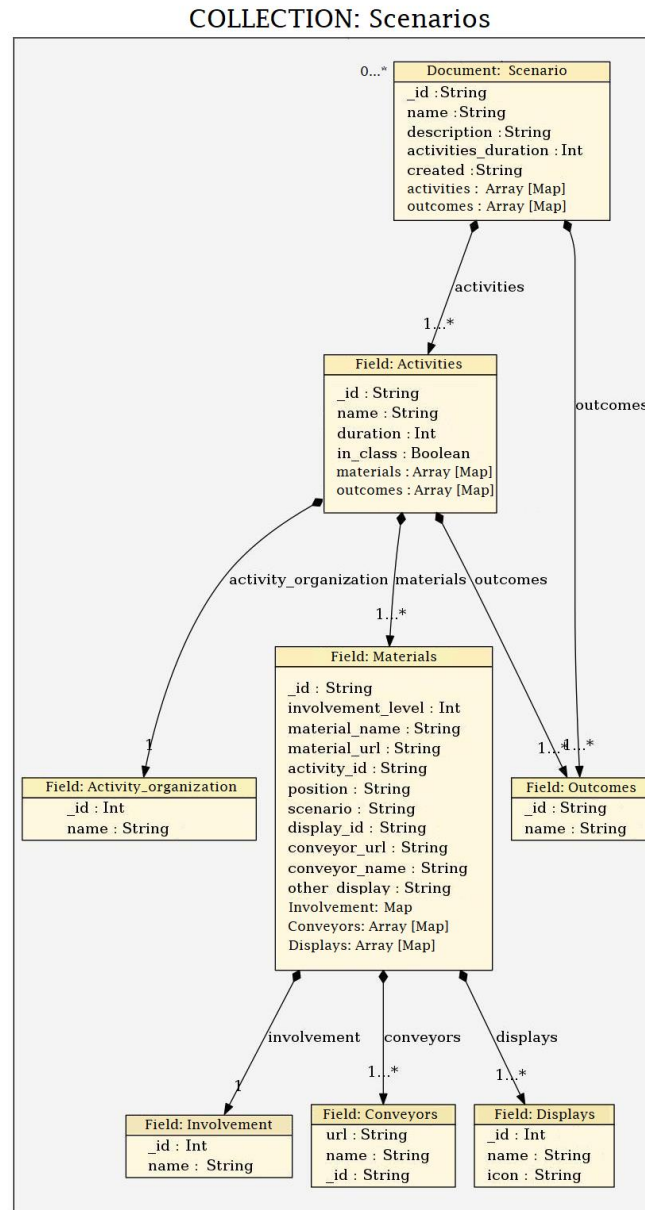 COLLECTION: Scenarios
0...*
Document: Scenario
_id :String
name :String
description :String
activities_duration : Int
created :String
activities : Array [Map]
outcomes : Array [Map]
activities
1...*
outcomes
Field: Activities
_id : String
name : String
duration : Int
in_class : Boolean
materials : Array [Map]
outcomes : Array [Map]
activity_organization materials outcomes
1...*
Field: Materials
_id : String
involvement_level : Int
material_name : String
material_url : String
activity_id : String
position : String
scenario : String
display_id : String
conveyor_url : String
conveyor_name : String
other_display : String
Involvement: Map
Conveyors: Array [Map]
Displays: Array [Map]
1
1...*
1...*
Field: Activity_organization
_id : Int
name : String
Field: Outcomes
_id : String
name : String
involvement
conveyors
displays
1
1...*
1...*
Field: Involvement
_id : Int
name : String
Field: Conveyors
url : String
name : String
_id : String
Field: Displays
_id : Int
name : String
icon : String